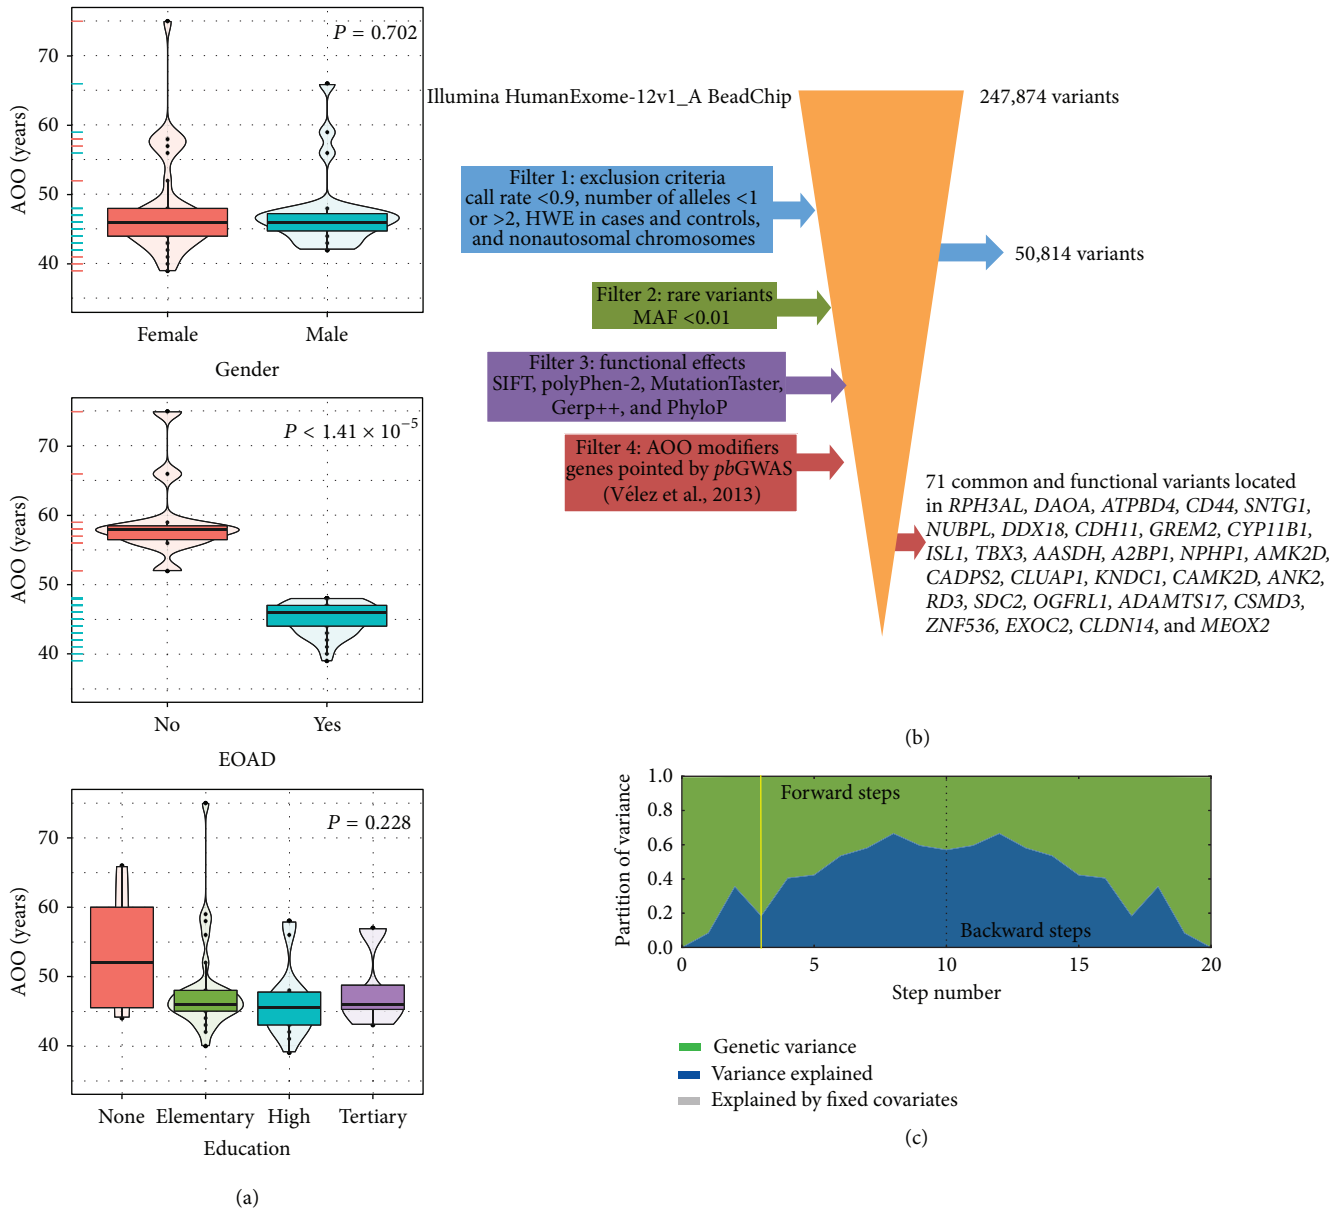 P = 0.702
70
60
50
40
AOO (years)
Female Male
Gender
P < 1.41 × 10⁻⁵
70
60
50
40
AOO (years)
No Yes
EOAD
P = 0.228
70
60
50
40
AOO (years)
None Elementary High Tertiary
Education
(a)
Illumina HumanExome-12v1_A BeadChip
247,874 variants
Filter 1: exclusion criteria
call rate <0.9, number of alleles <1
or >2, HWE in cases and controls,
and nonautosomal chromosomes
50,814 variants
Filter 2: rare variants
MAF <0.01
Filter 3: functional effects
SIFT, polyPhen-2, MutationTaster,
Gerp++, and PhyloP
Filter 4: AOO modifiers
genes pointed by pbGWAS
(Vélez et al., 2013)
71 common and functional variants located
in RPH3AL, DAOA, ATPBD4, CD44, SNTG1,
NUBPL, DDX18, CDH11, GREM2, CYP11B1,
ISL1, TBX3, AASDH, A2BP1, NPHP1, AMK2D,
CADPS2, CLUAP1, KNDC1, CAMK2D, ANK2,
RD3, SDC2, OGFRL1, ADAMTS17, CSMD3,
ZNF536, EXOC2, CLDN14, and MEOX2
(b)
1.0
0.8
0.6
0.4
0.2
0.0
Partition of variance
Forward steps
Backward steps
0 5 10 15 20
Step number
Genetic variance
Variance explained
Explained by fixed covariates
(c)